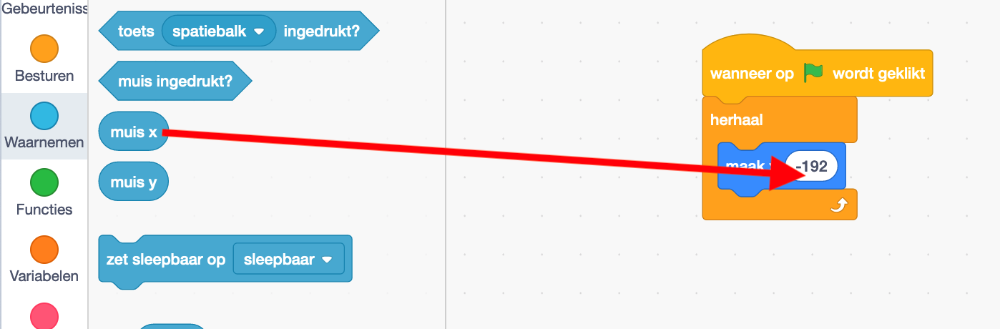 Gebeurteniss
Besturen
Waarnemen
Functies
Variabelen
toets spatiebalk ingedrukt?
muis ingedrukt?
muis x
muis y
zet sleepbaar op sleepbaar
wanneer op wordt geklikt
herhaal
maak -192